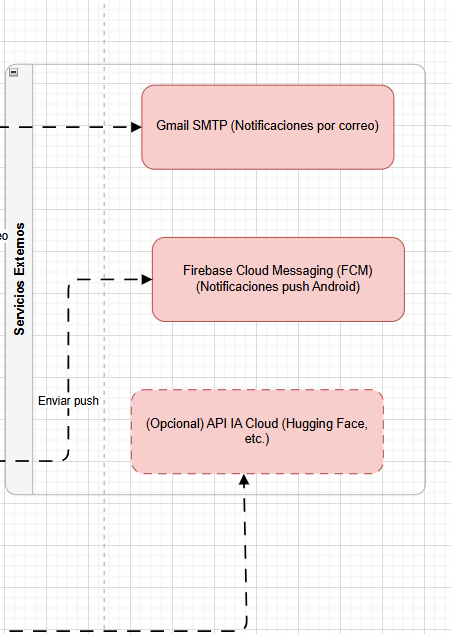 Gmail SMTP (Notificaciones por correo)
eo
Servicios Externos
Firebase Cloud Messaging (FCM)
(Notificaciones push Android)
Enviar push
(Opcional) API IA Cloud (Hugging Face,
etc.)